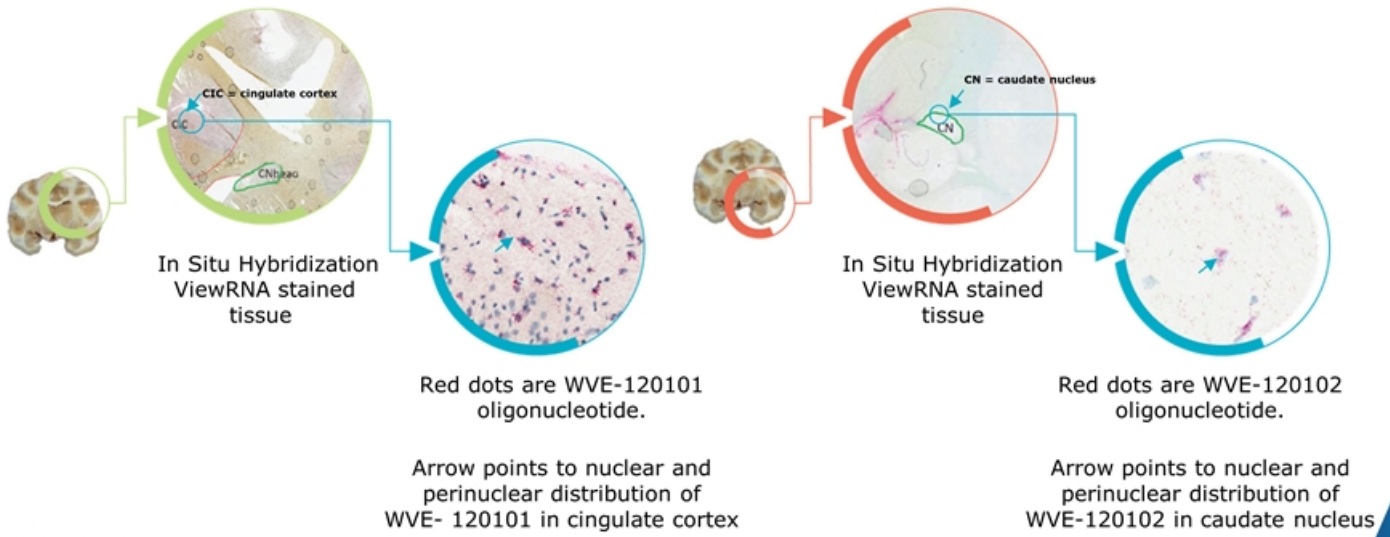 CIC = cingulate cortex
CIC
CNhead
In Situ Hybridization
ViewRNA stained
tissue
Red dots are WVE-120101
oligonucleotide.
Arrow points to nuclear and
perinuclear distribution of
WVE- 120101 in cingulate cortex
CN = caudate nucleus
CN
In Situ Hybridization
ViewRNA stained
tissue
Red dots are WVE-120102
oligonucleotide.
Arrow points to nuclear and
perinuclear distribution of
WVE-120102 in caudate nucleus